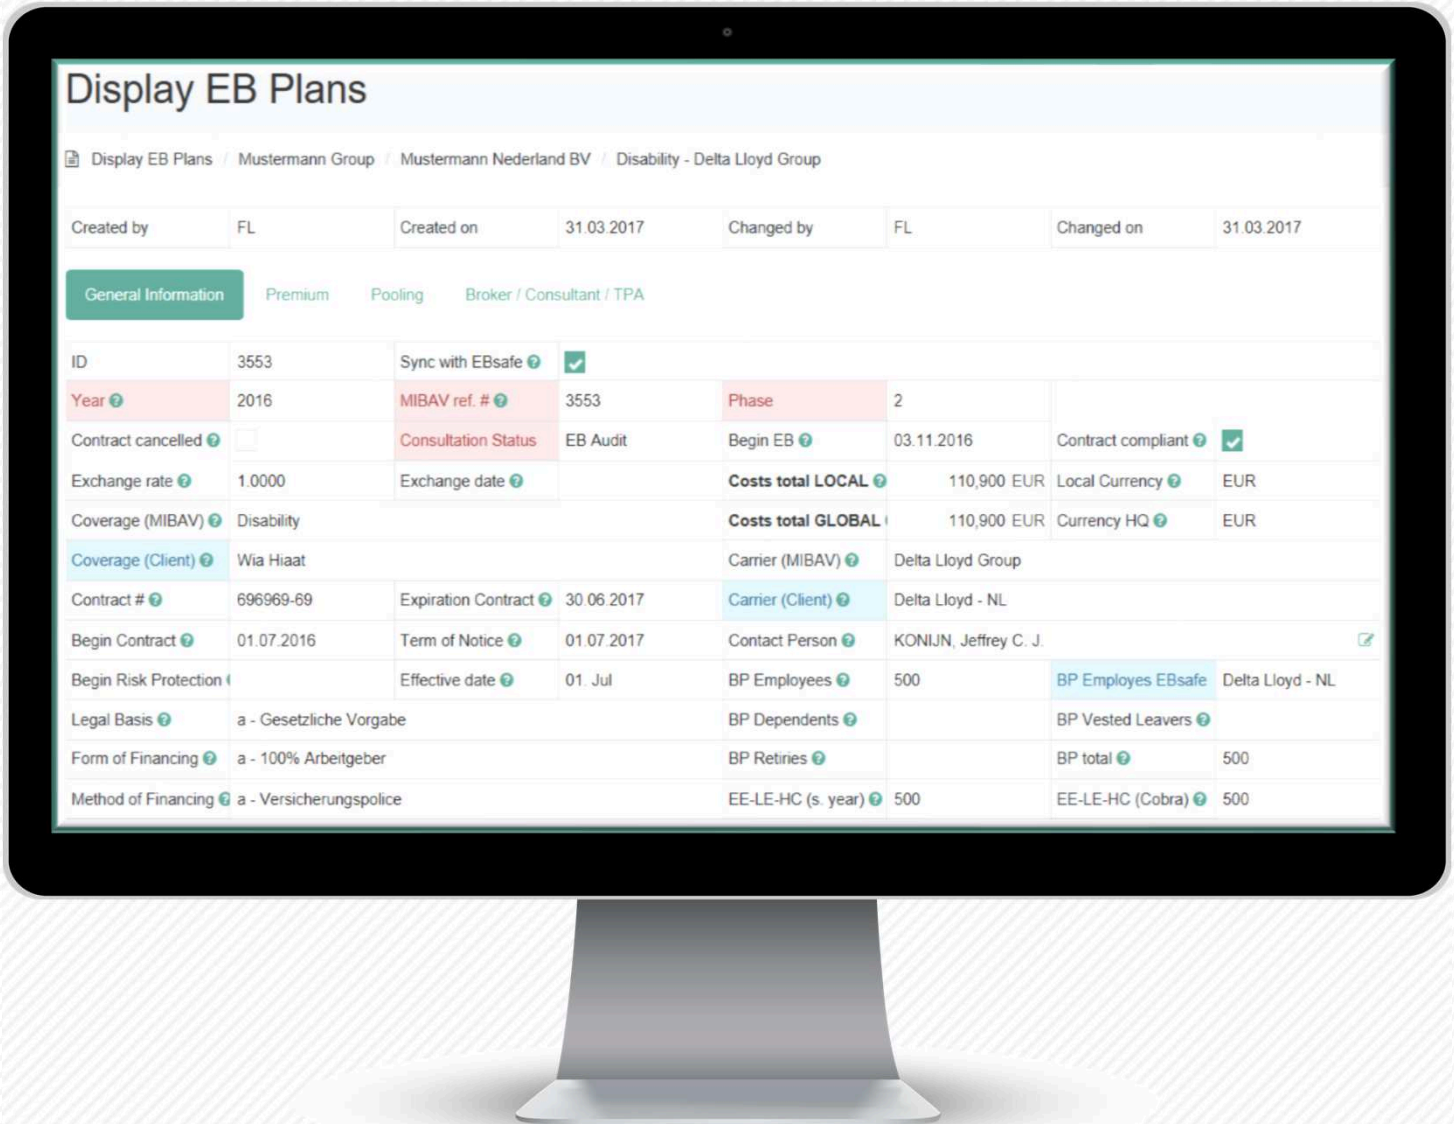 Display EB Plans
Display EB Plans / Mustermann Group / Mustermann Nederland BV / Disability - Delta Lloyd Group
Created by FL Created on 31.03.2017 Changed by FL Changed on 31.03.2017
General Information Premium Pooling Broker / Consultant / TPA
ID 3553 Sync with EBsafe ?
Year ? 2016 MIBAV ref. # ? 3553 Phase 2
Contract cancelled ? Consultation Status EB Audit Begin EB ? 03.11.2016 Contract compliant ?
Exchange rate ? 1.0000 Exchange date ? Costs total LOCAL ? 110,900 EUR Local Currency ? EUR
Coverage (MIBAV) ? Disability Costs total GLOBAL 110,900 EUR Currency HQ ? EUR
Coverage (Client) ? Wia Hiaat Carrier (MIBAV) ? Delta Lloyd Group
Contract # ? 696969-69 Expiration Contract ? 30.06.2017 Carrier (Client) ? Delta Lloyd - NL
Begin Contract ? 01.07.2016 Term of Notice ? 01.07.2017 Contact Person ? KONIJN, Jeffrey C. J.
Begin Risk Protection Effective date ? 01. Jul BP Employees ? 500 BP Employes EBsafe Delta Lloyd - NL
Legal Basis ? a - Gesetzliche Vorgabe BP Dependents ? BP Vested Leavers ?
Form of Financing ? a - 100% Arbeitgeber BP Retiries ? BP total ? 500
Method of Financing ? a - Versicherungspolice EE-LE-HC (s. year) ? 500 EE-LE-HC (Cobra) ? 500